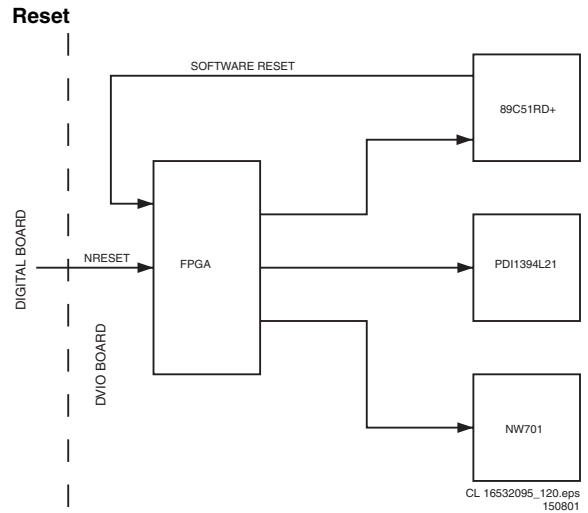 Reset
SOFTWARE RESET
89C51RD+
DIGITAL BOARD
NRESET
FPGA
PDI1394L21
DVIO BOARD
NW701
CL 16532095_120.eps
150801